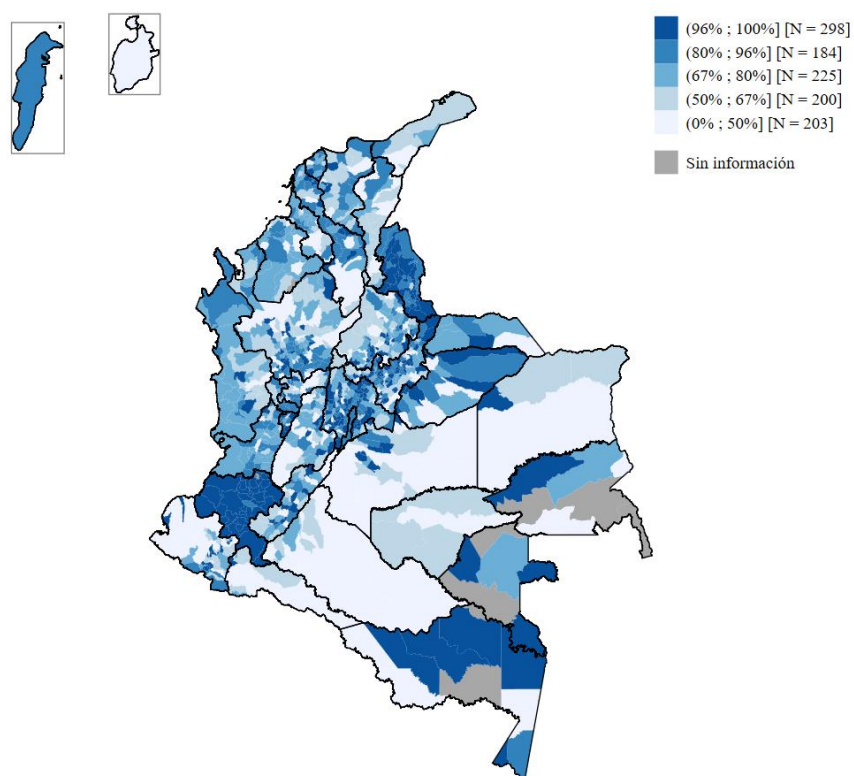 (96% ; 100%] [N = 298]
(80% ; 96%] [N = 184]
(67% ; 80%] [N = 225]
(50% ; 67%] [N = 200]
(0% ; 50%] [N = 203]
Sin información